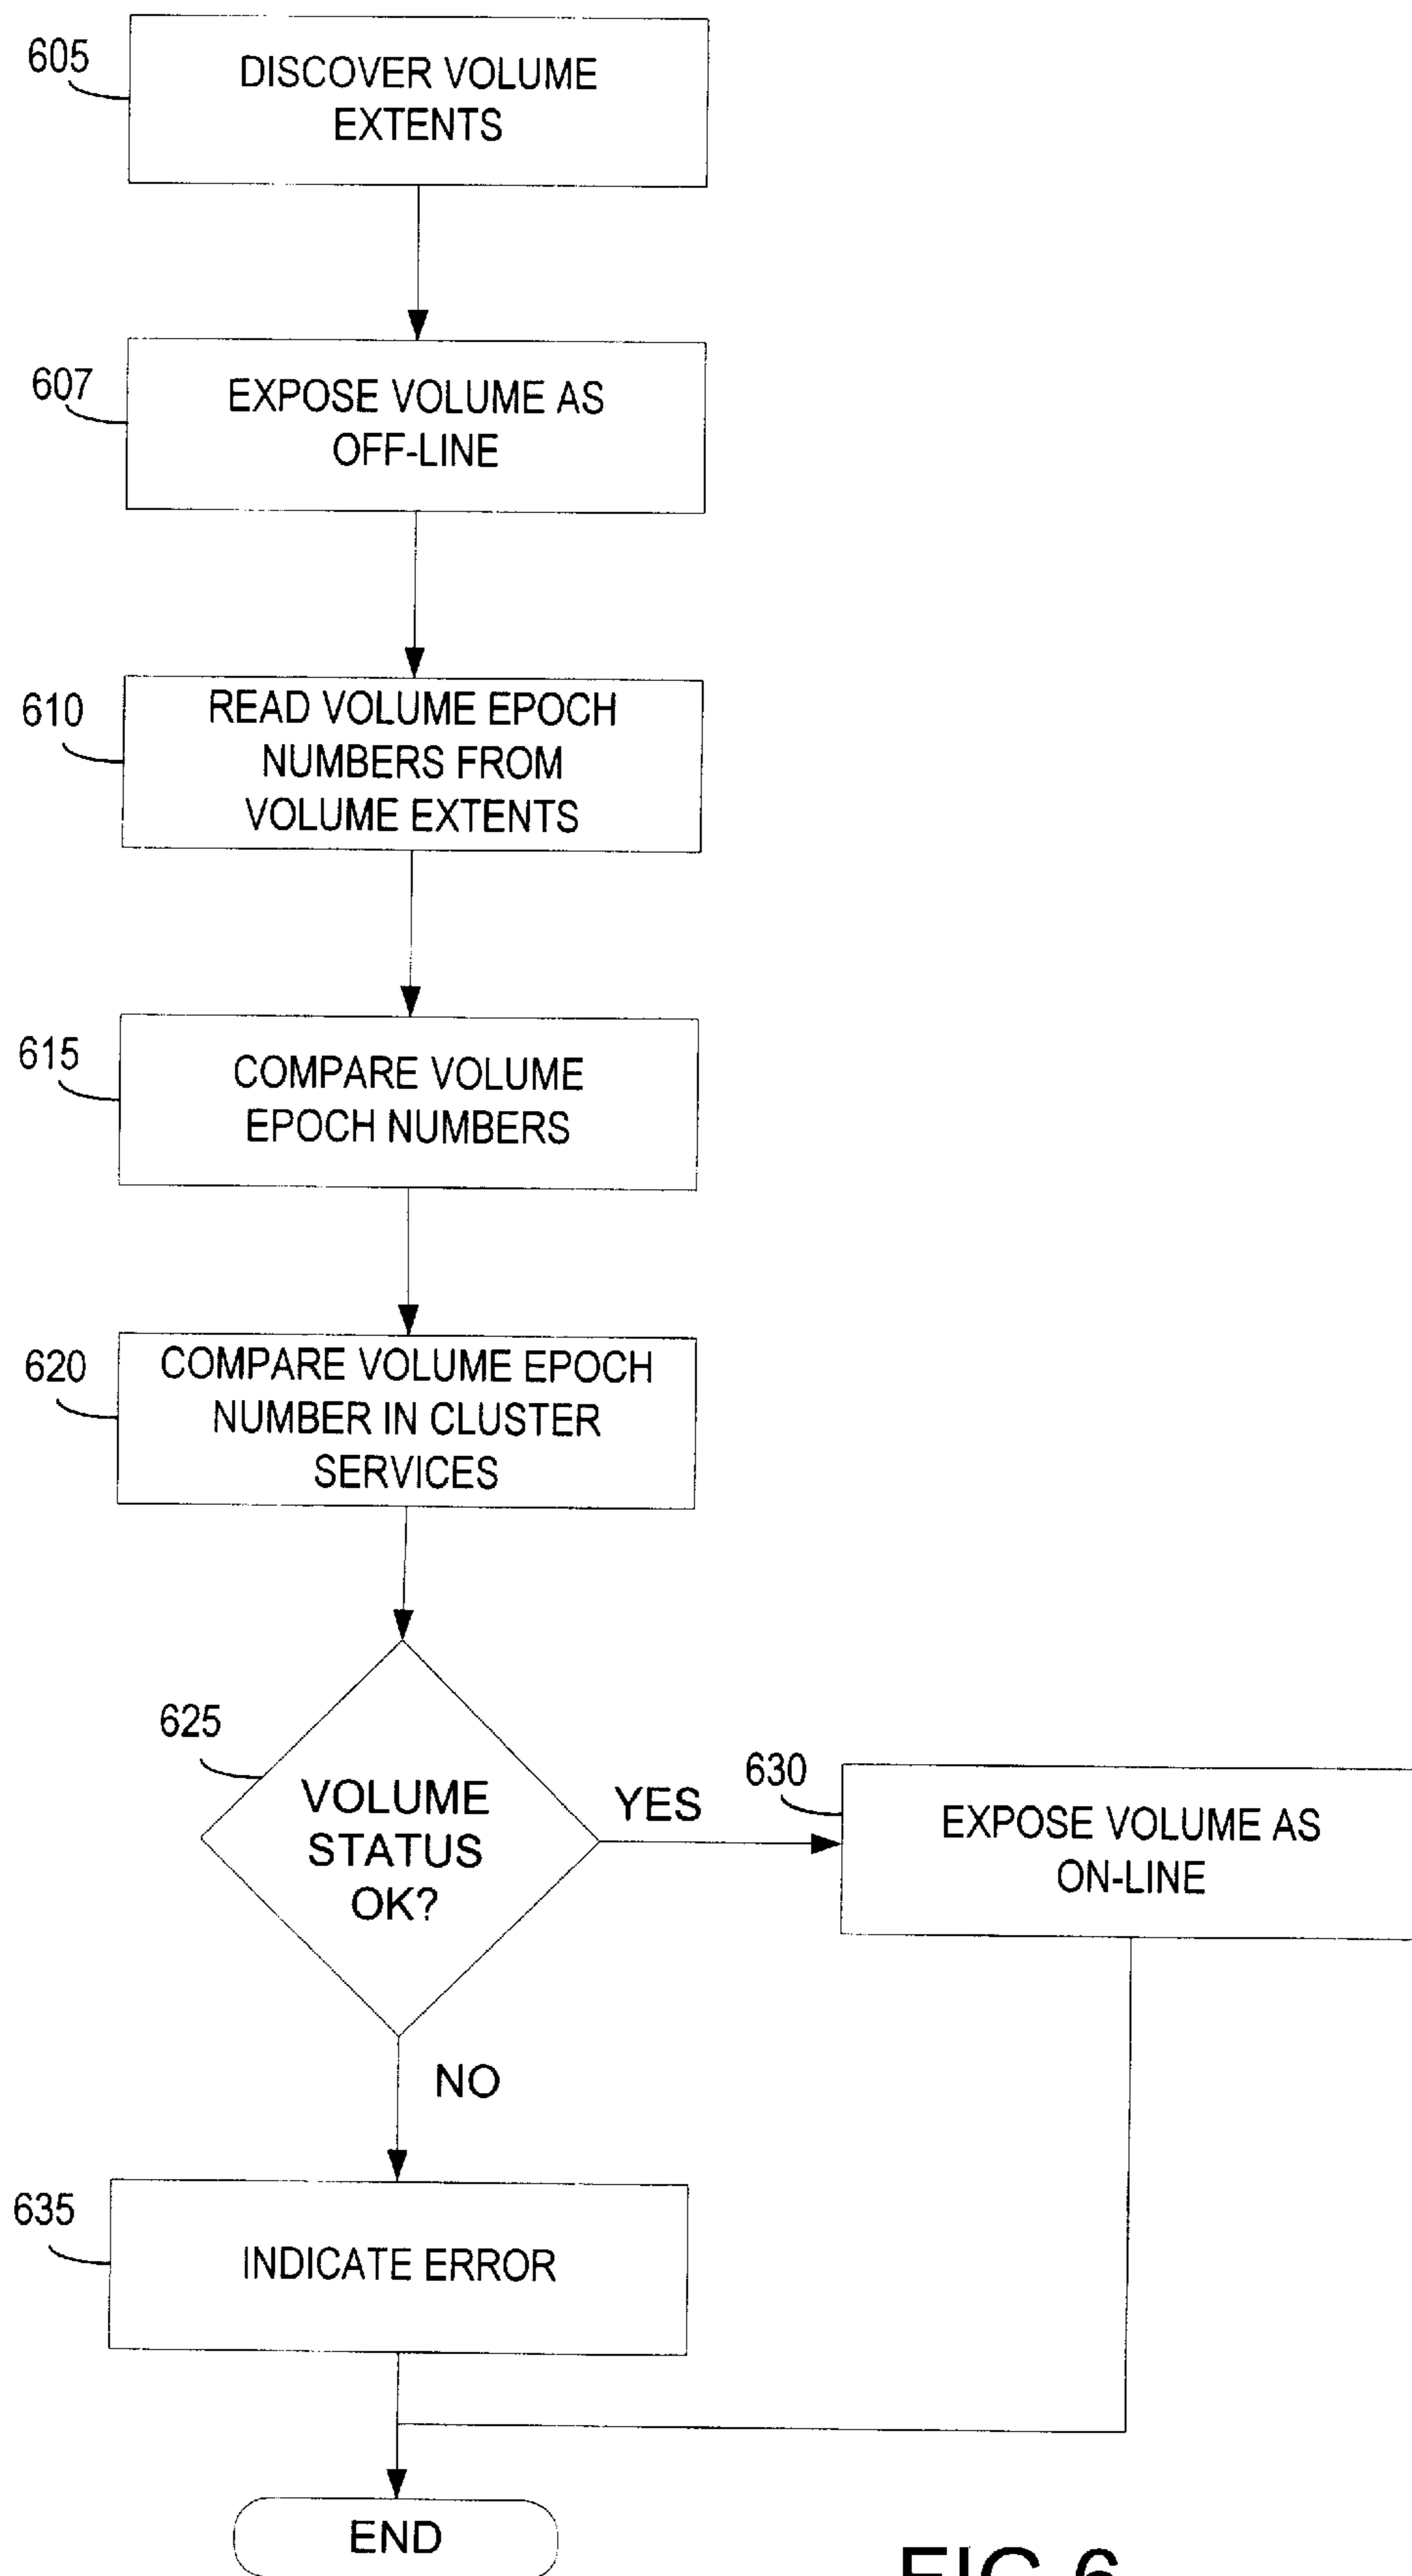 605
DISCOVER VOLUME
EXTENTS
607
EXPOSE VOLUME AS
OFF-LINE
610
READ VOLUME EPOCH
NUMBERS FROM
VOLUME EXTENTS
615
COMPARE VOLUME
EPOCH NUMBERS
620
COMPARE VOLUME EPOCH
NUMBER IN CLUSTER
SERVICES
625
VOLUME
STATUS
OK?
YES
630
EXPOSE VOLUME AS
ON-LINE
NO
635
INDICATE ERROR
END
FIG 6